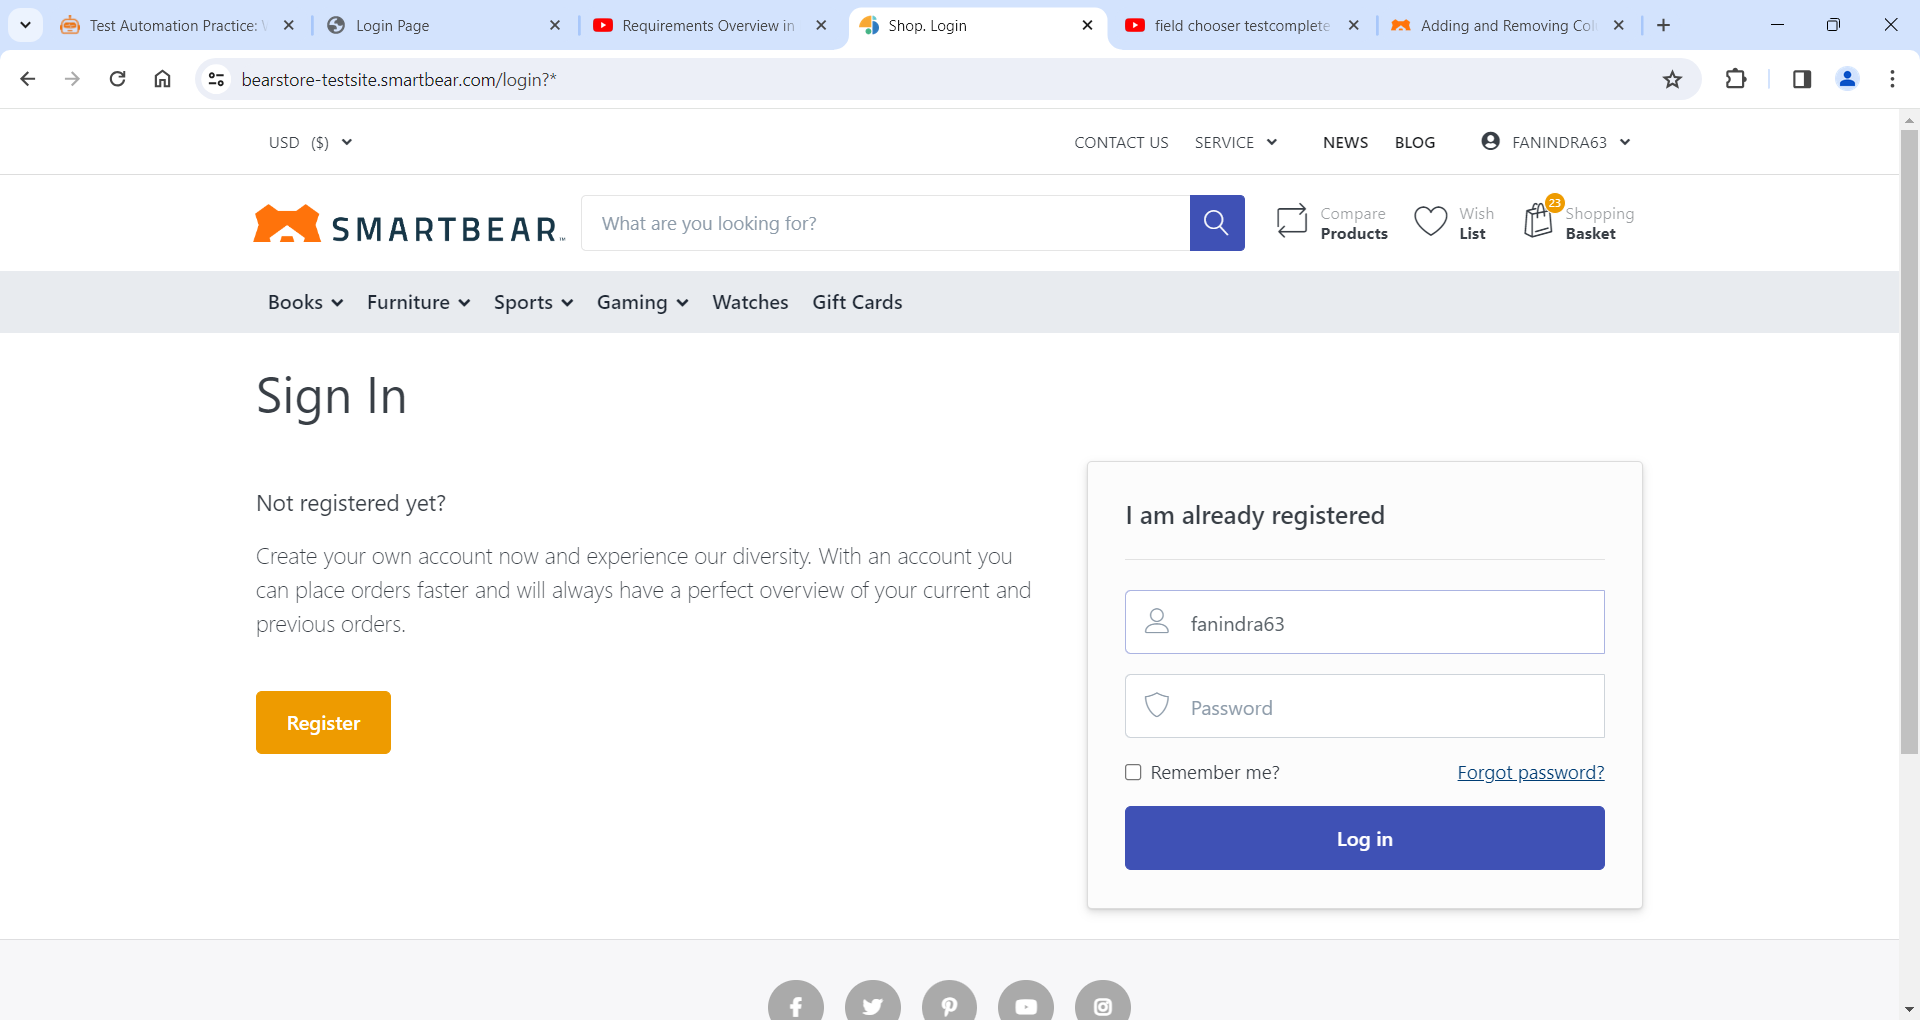 Test Automation Practice:
Login Page
Requirements Overview in
Shop. Login
field chooser testcomplete
Adding and Removing Col
bearstore-testsite.smartbear.com/login?*
USD ($)
CONTACT US
SERVICE
NEWS
BLOG
FANINDRA63
SMARTBEAR
What are you looking for?
Compare
Products
Wish
List
23
Shopping
Basket
Books
Furniture
Sports
Gaming
Watches
Gift Cards
Sign In
Not registered yet?
Create your own account now and experience our diversity. With an account you
can place orders faster and will always have a perfect overview of your current and
previous orders.
Register
I am already registered
fanindra63
Password
Remember me?
Forgot password?
Log in